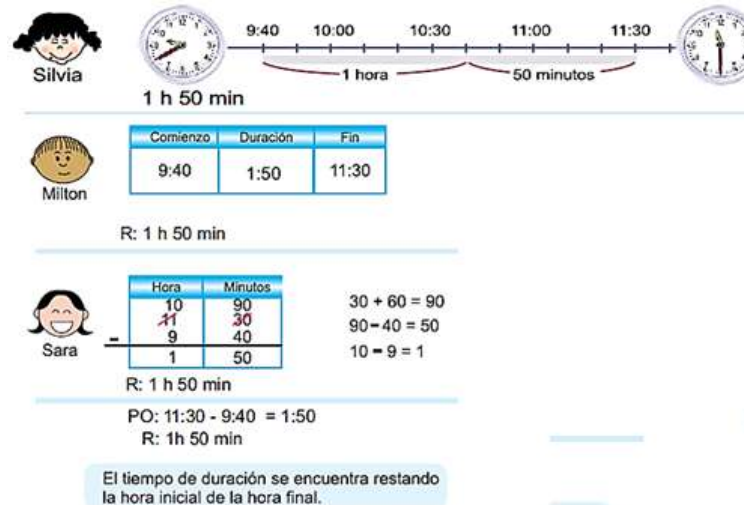 9:40 10:00 10:30 11:00 11:30
1 hora 50 minutos
Silvia
1 h 50 min
Comienzo Duración Fin
9:40 1:50 11:30
Milton
R: 1 h 50 min
Hora Minutos
10 90
11 30
- 9 40
1 50
30 + 60 = 90
90-40 = 50
10 - 9 = 1
Sara
R: 1 h 50 min
PO: 11:30 - 9:40 = 1:50
R: 1h 50 min
El tiempo de duración se encuentra restando
la hora inicial de la hora final.